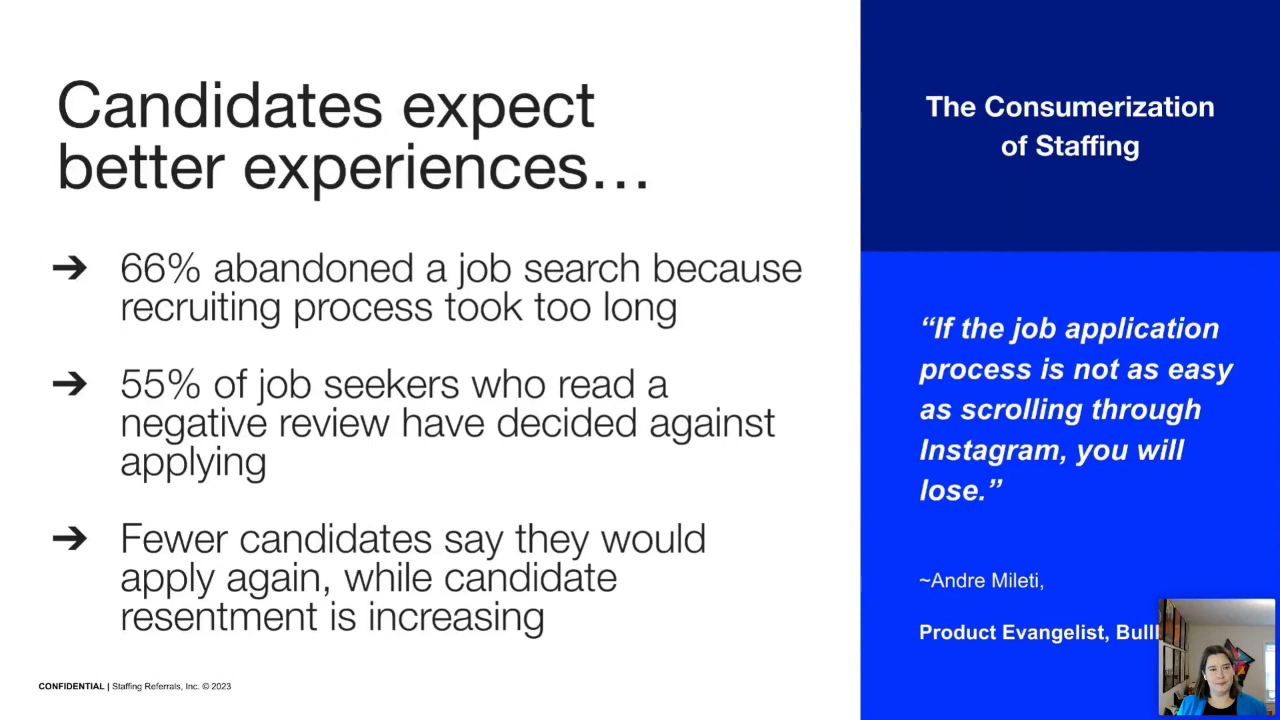 Candidates expect
better experiences…
➔ 66% abandoned a job search because
recruiting process took too long
➔ 55% of job seekers who read a
negative review have decided against
applying
➔ Fewer candidates say they would
apply again, while candidate
resentment is increasing
CONFIDENTIAL | Staffing Referrals, Inc. © 2023
The Consumerization
of Staffing
“If the job application
process is not as easy
as scrolling through
Instagram, you will
lose.”
~Andre Mileti,
Product Evangelist,